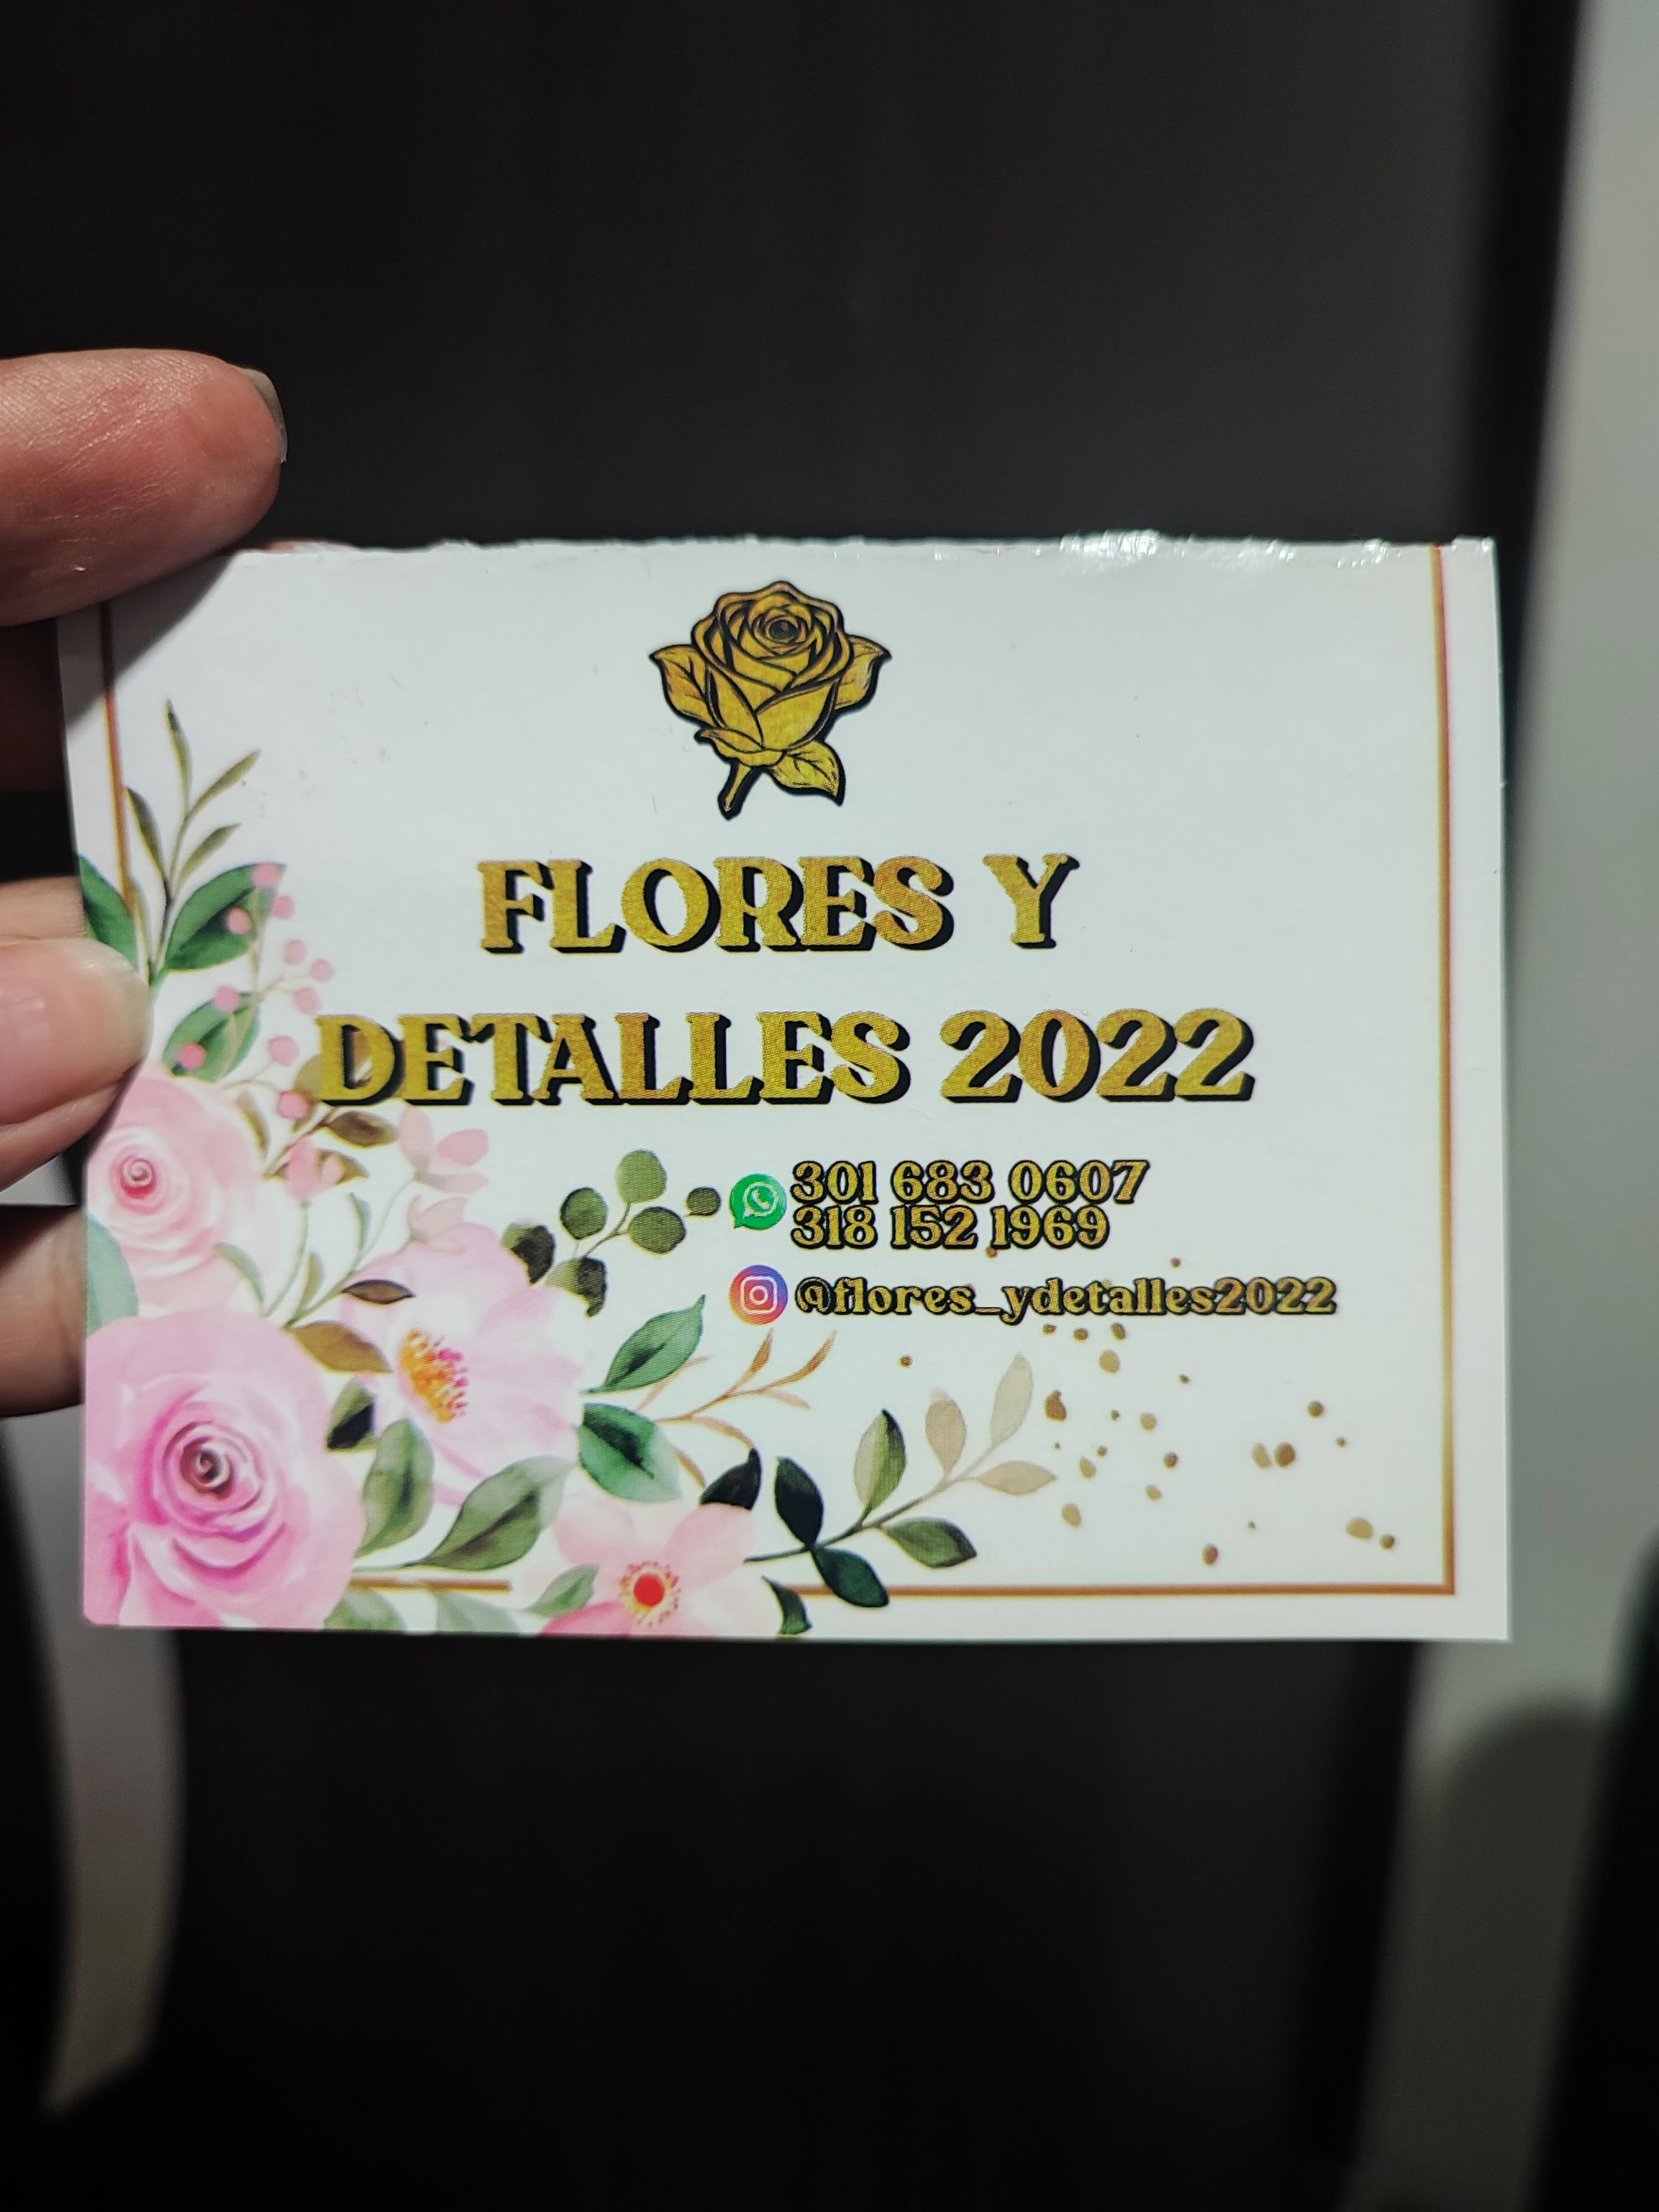 FLORES Y
DETALLES 2022
301 683 0607
318 152 1969
@flores_ydetalles2022